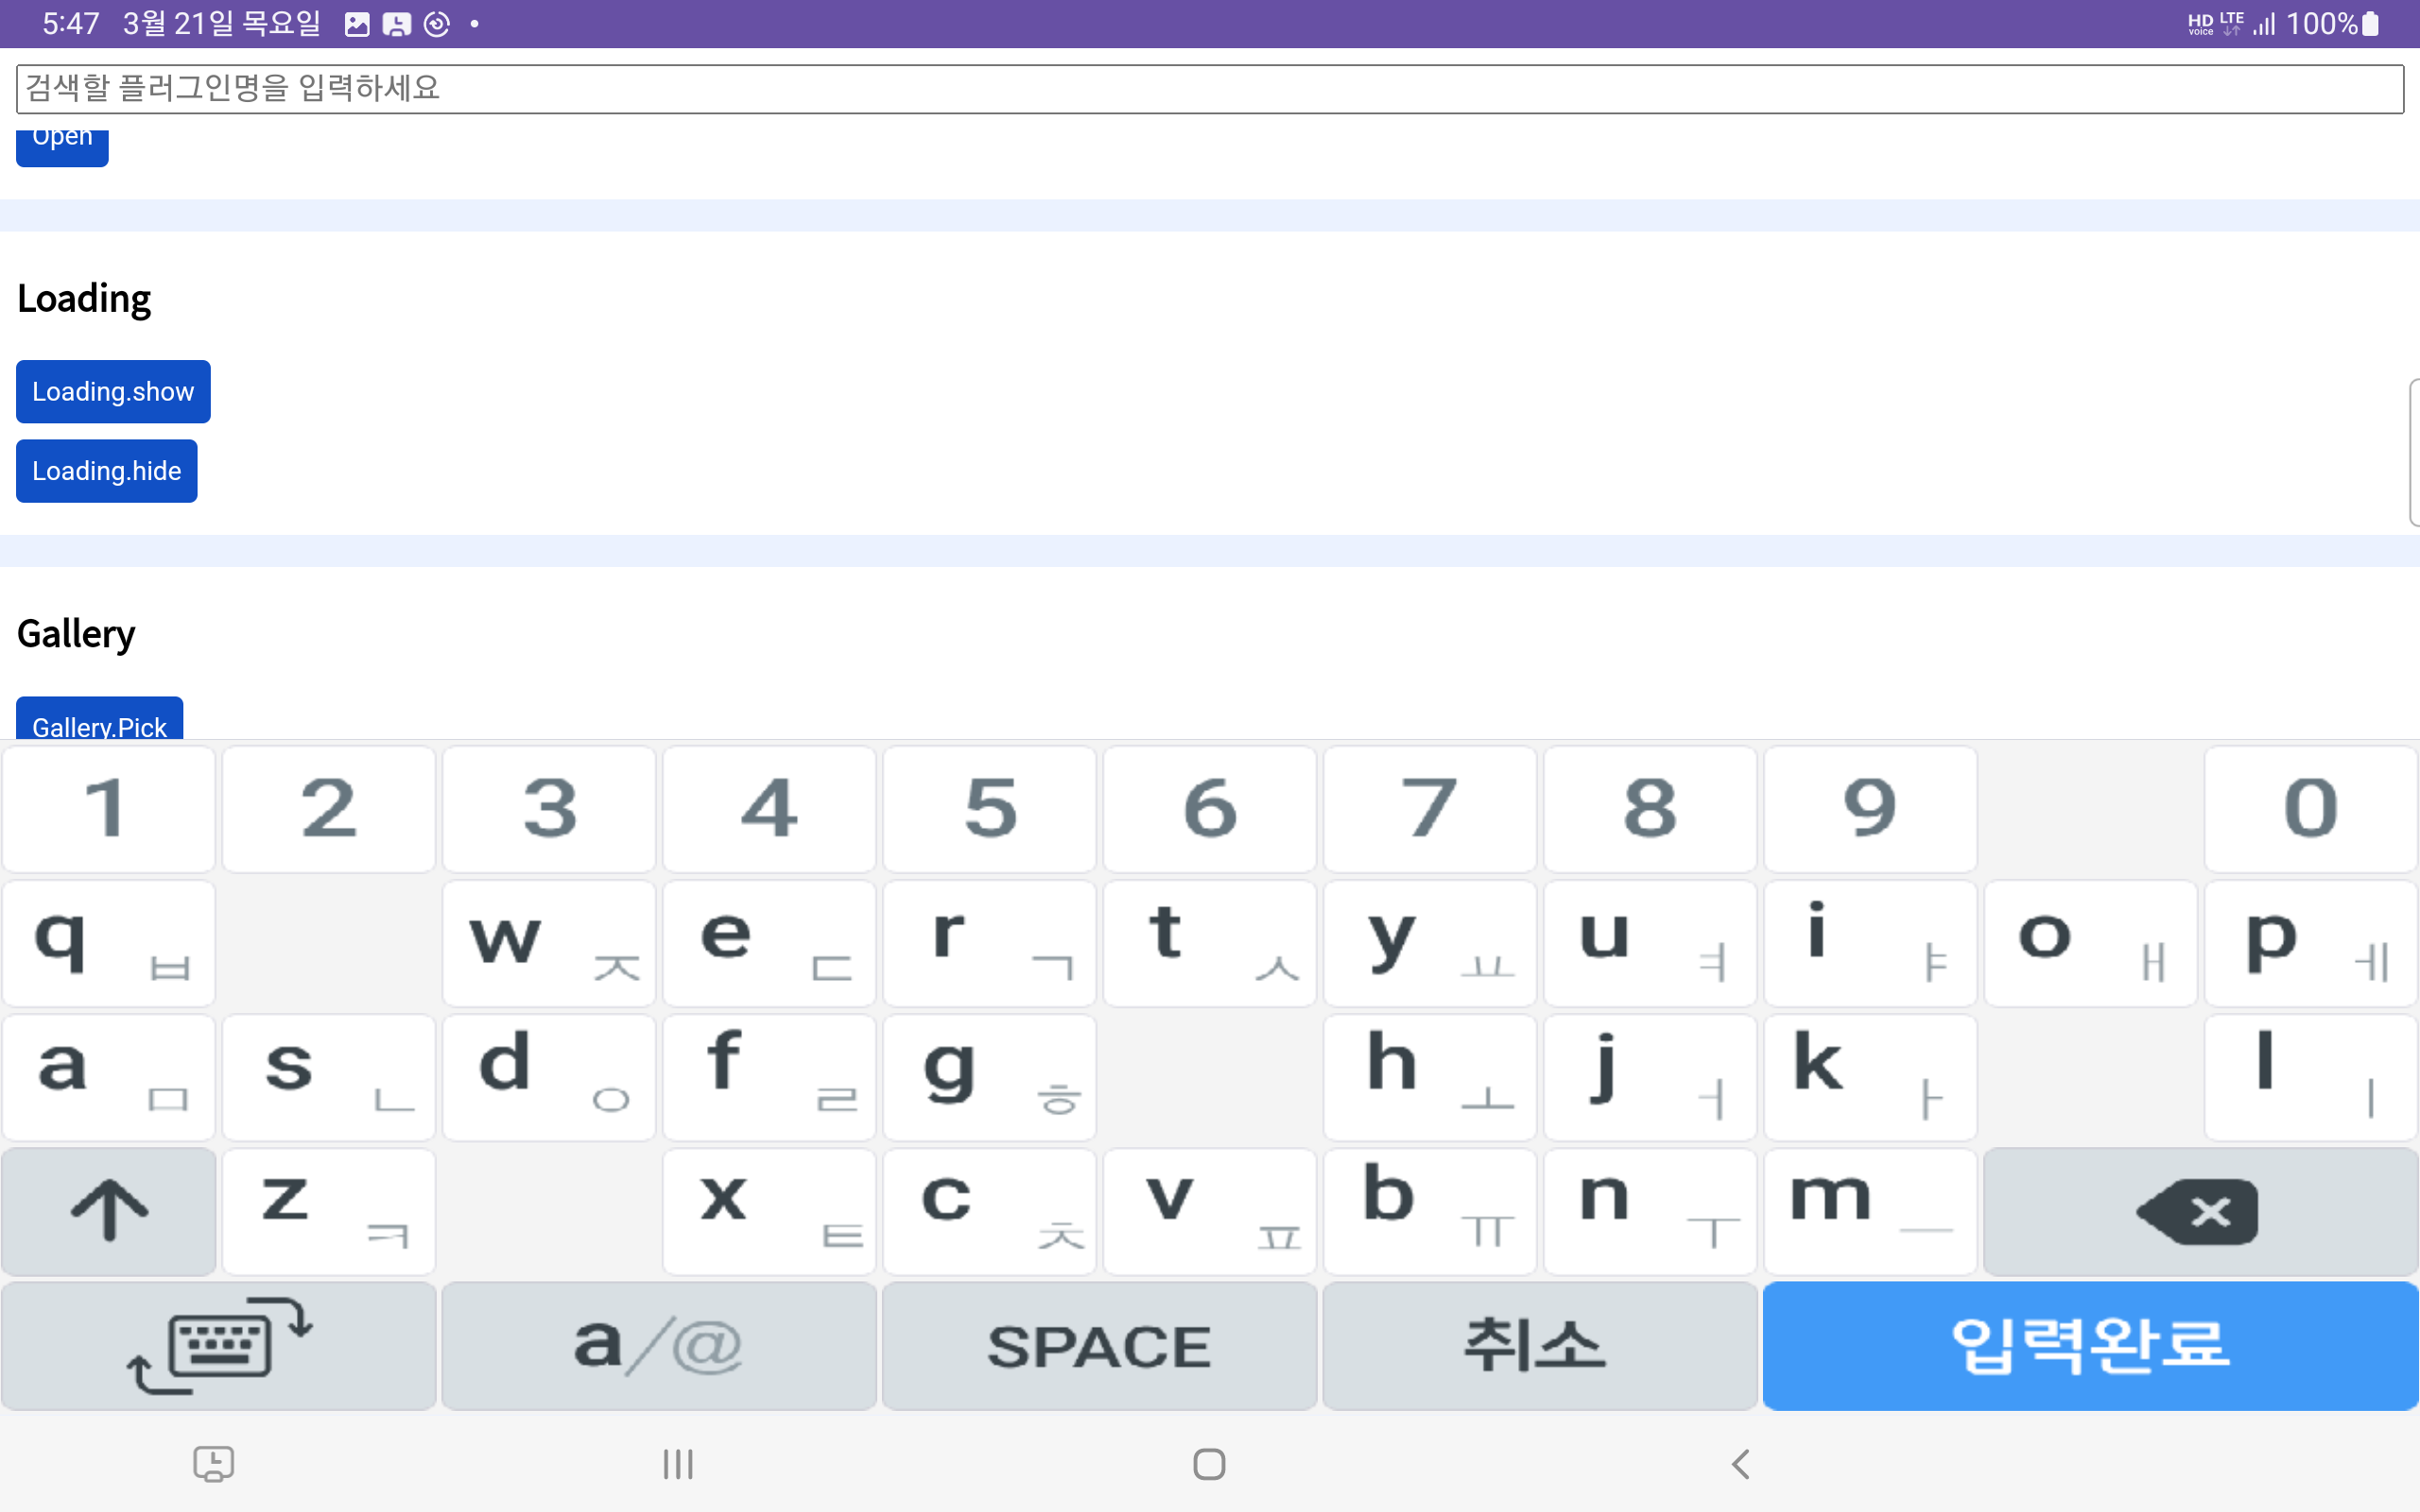 5:47 3월 21일 목요일 HD voice LTE 100%
검색할 플러그인명을 입력하세요
Open
Loading
Loading.show
Loading.hide
Gallery
Gallery.Pick
1 2 3 4 5 6 7 8 9 0
q ㅂ w ㅈ e ㄷ r ㄱ t ㅅ y ㅛ u ㅕ i ㅑ o ㅐ p ㅔ
a ㅁ s ㄴ d ㅇ f ㄹ g ㅎ h ㅗ j ㅓ k ㅏ l ㅣ
z ㅋ x ㅌ c ㅊ v ㅍ b ㅠ n ㅜ m ㅡ
a/@ SPACE 취소 입력완료